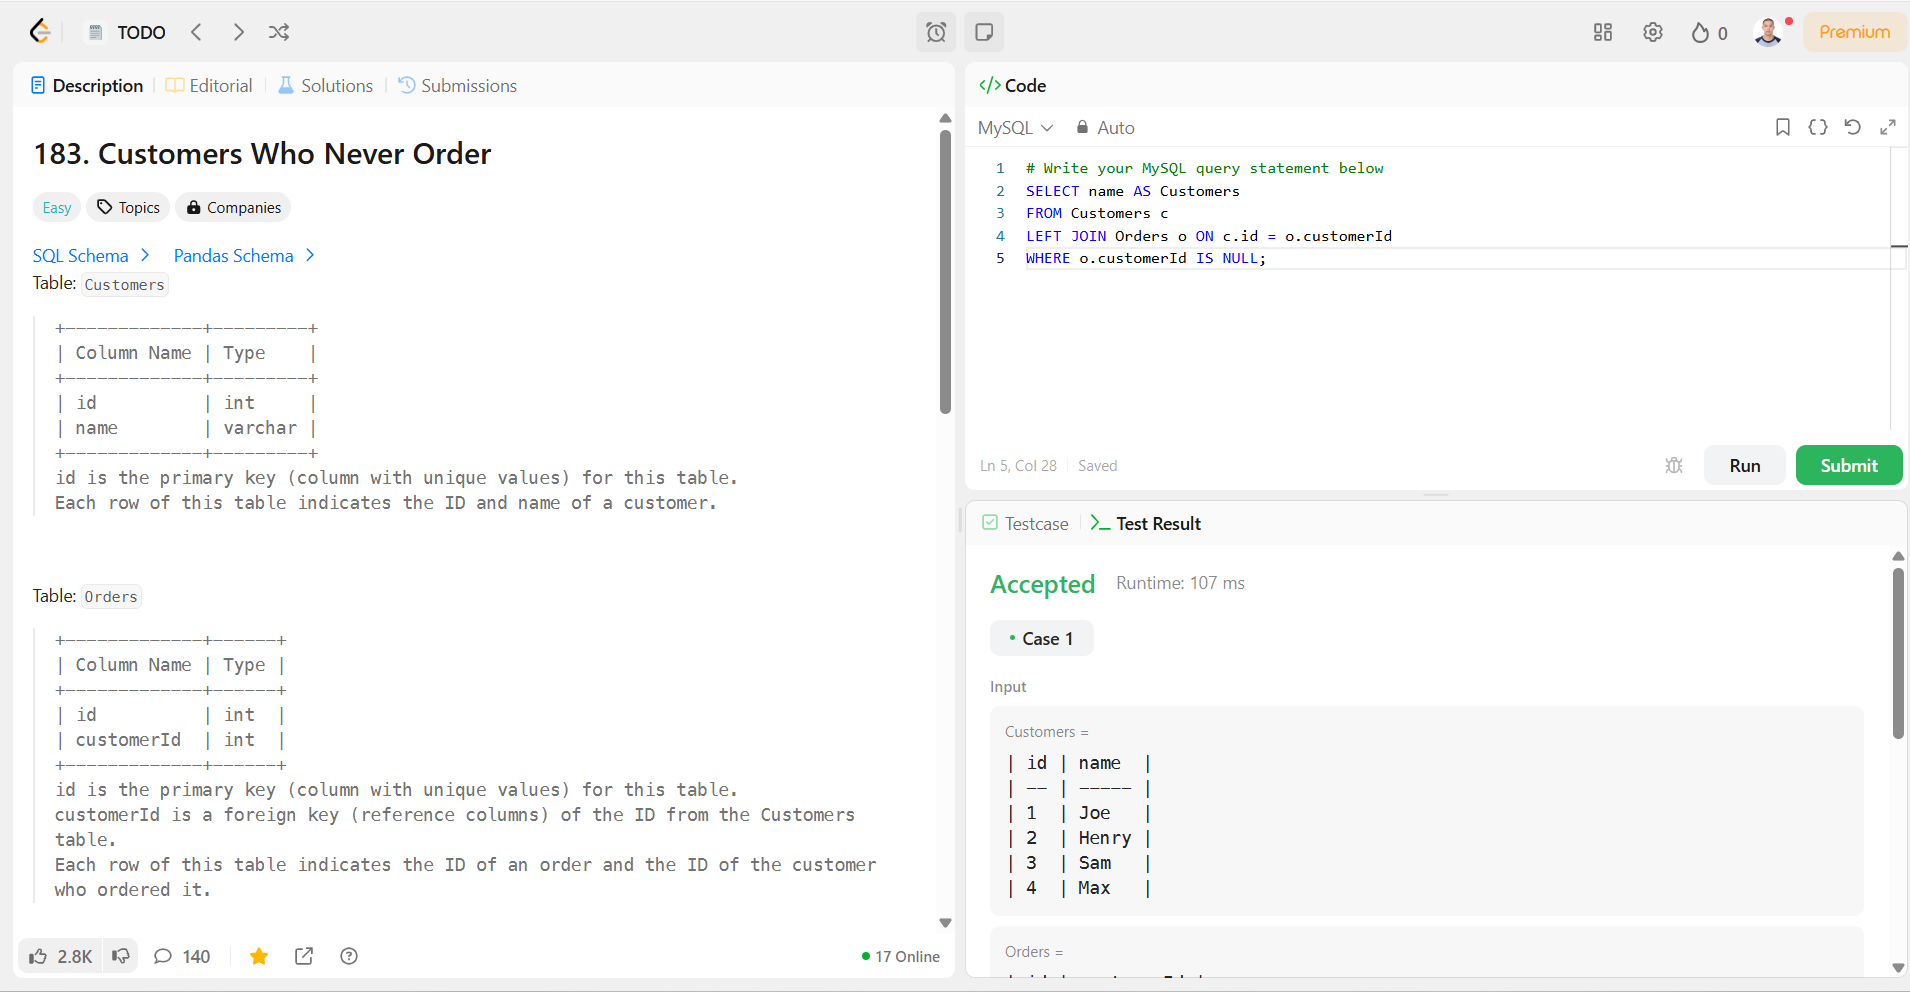 TODO
0
Premium
Description
Editorial
Solutions
Submissions
183. Customers Who Never Order
Easy
Topics
Companies
SQL Schema
Pandas Schema
Table: Customers
+-------------+---------+
| Column Name | Type    |
+-------------+---------+
| id          | int     |
| name        | varchar |
+-------------+---------+
id is the primary key (column with unique values) for this table.
Each row of this table indicates the ID and name of a customer.
Table: Orders
+-------------+------+
| Column Name | Type |
+-------------+------+
| id          | int  |
| customerId  | int  |
+-------------+------+
id is the primary key (column with unique values) for this table.
customerId is a foreign key (reference columns) of the ID from the Customers
table.
Each row of this table indicates the ID of an order and the ID of the customer
who ordered it.
2.8K
140
17 Online
</> Code
MySQL
Auto
1 # Write your MySQL query statement below
2 SELECT name AS Customers
3 FROM Customers c
4 LEFT JOIN Orders o ON c.id = o.customerId
5 WHERE o.customerId IS NULL;
Ln 5, Col 28
Saved
Run
Submit
Testcase
Test Result
Accepted
Runtime: 107 ms
Case 1
Input
Customers =
| id | name  |
| -- | ----- |
| 1  | Joe   |
| 2  | Henry |
| 3  | Sam   |
| 4  | Max   |
Orders =